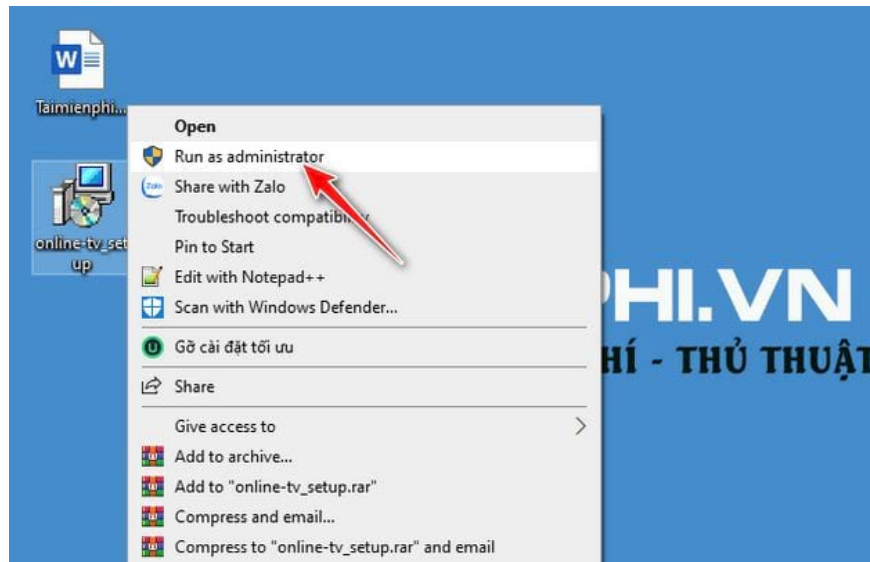 Taimienphi...
online-tv_set
up
Open
Run as administrator
Share with Zalo
Troubleshoot compatibility
Pin to Start
Edit with Notepad++
Scan with Windows Defender...
Gỡ cài đặt tối ưu
Share
Give access to
Add to archive...
Add to "online-tv_setup.rar"
Compress and email...
Compress to "online-tv_setup.rar" and email
PHI.VN
HÍ - THỦ THUẬT